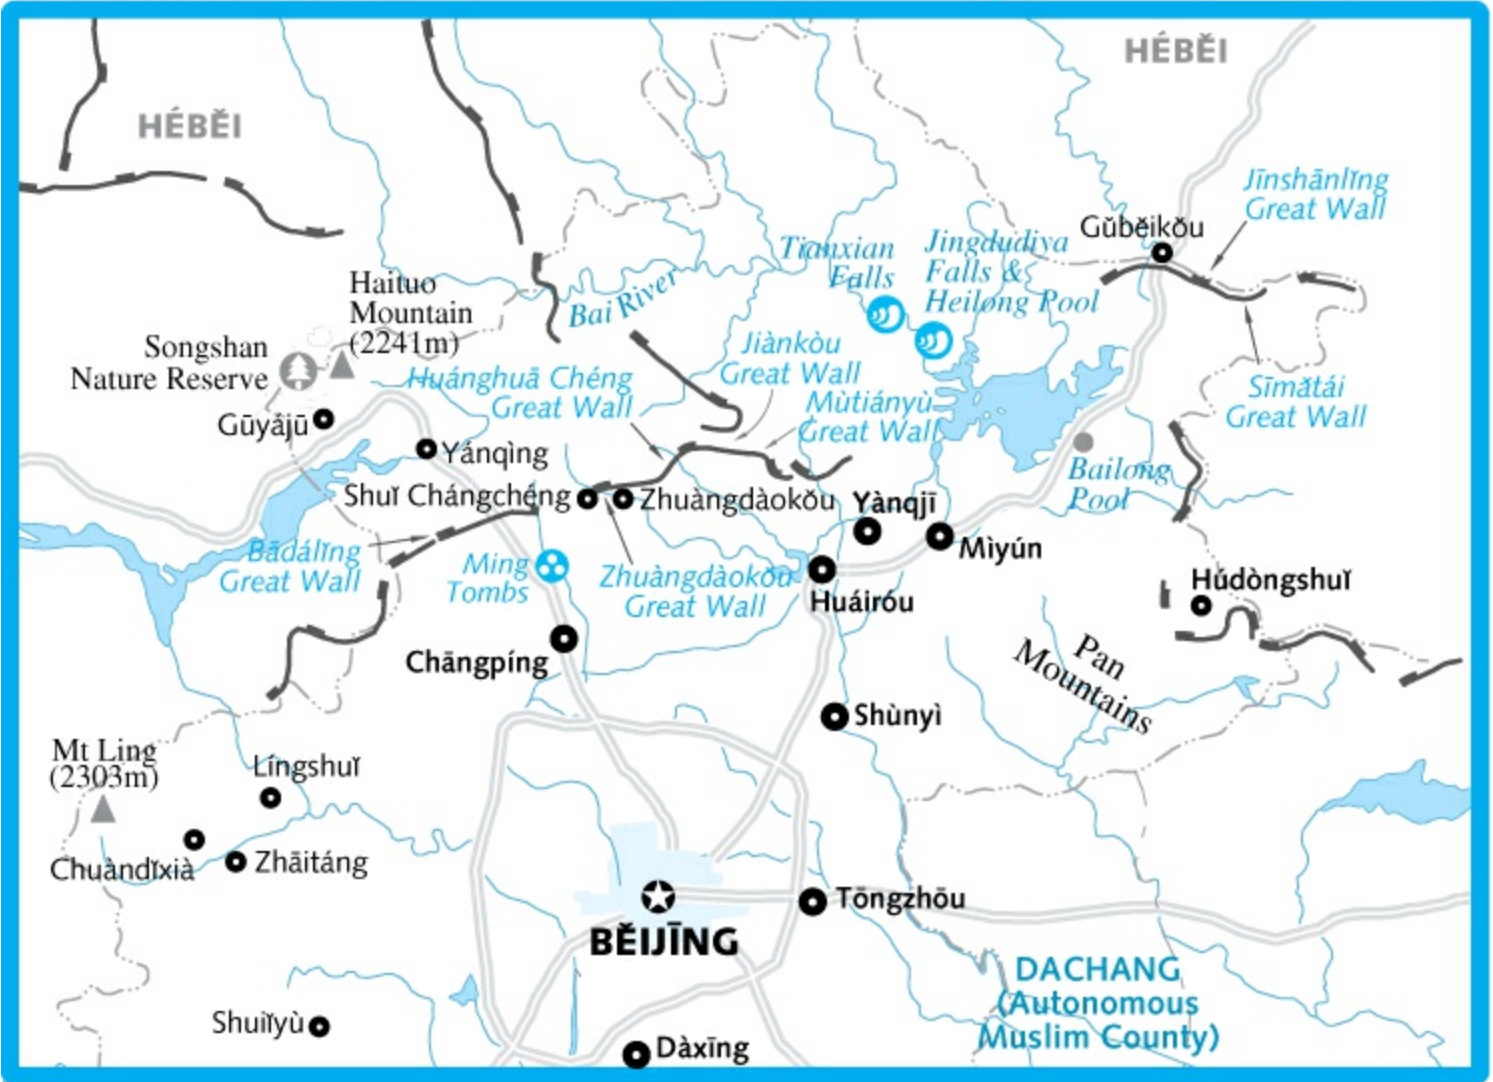 HÉBĚI
HÉBĚI
Jīnshānlǐng
Great Wall
Gǔběikǒu
Tianxian
Falls
Jingdudiya
Falls &
Heilong Pool
Haituo
Mountain
(2241m)
Bai River
Songshan
Nature Reserve
Jiànkòu
Great Wall
Huánghuā Chéng
Great Wall
Mùtiányù
Great Wall
Sīmǎtái
Great Wall
Gūyájū
Yánqìng
Bailong
Pool
Shuǐ Chángchéng
Zhuàngdàokǒu
Yànqjī
Mìyún
Bādálǐng
Great Wall
Ming
Tombs
Zhuàngdàokǒu
Great Wall
Huáiróu
Húdòngshuǐ
Chāngpíng
Pan
Mountains
Shùnyì
Mt Ling
(2303m)
Língshuǐ
Chuàndǐxià
Zhāitáng
Tōngzhōu
BĚIJĪNG
DACHANG
(Autonomous
Muslim County)
Shuǐyù
Dàxīng